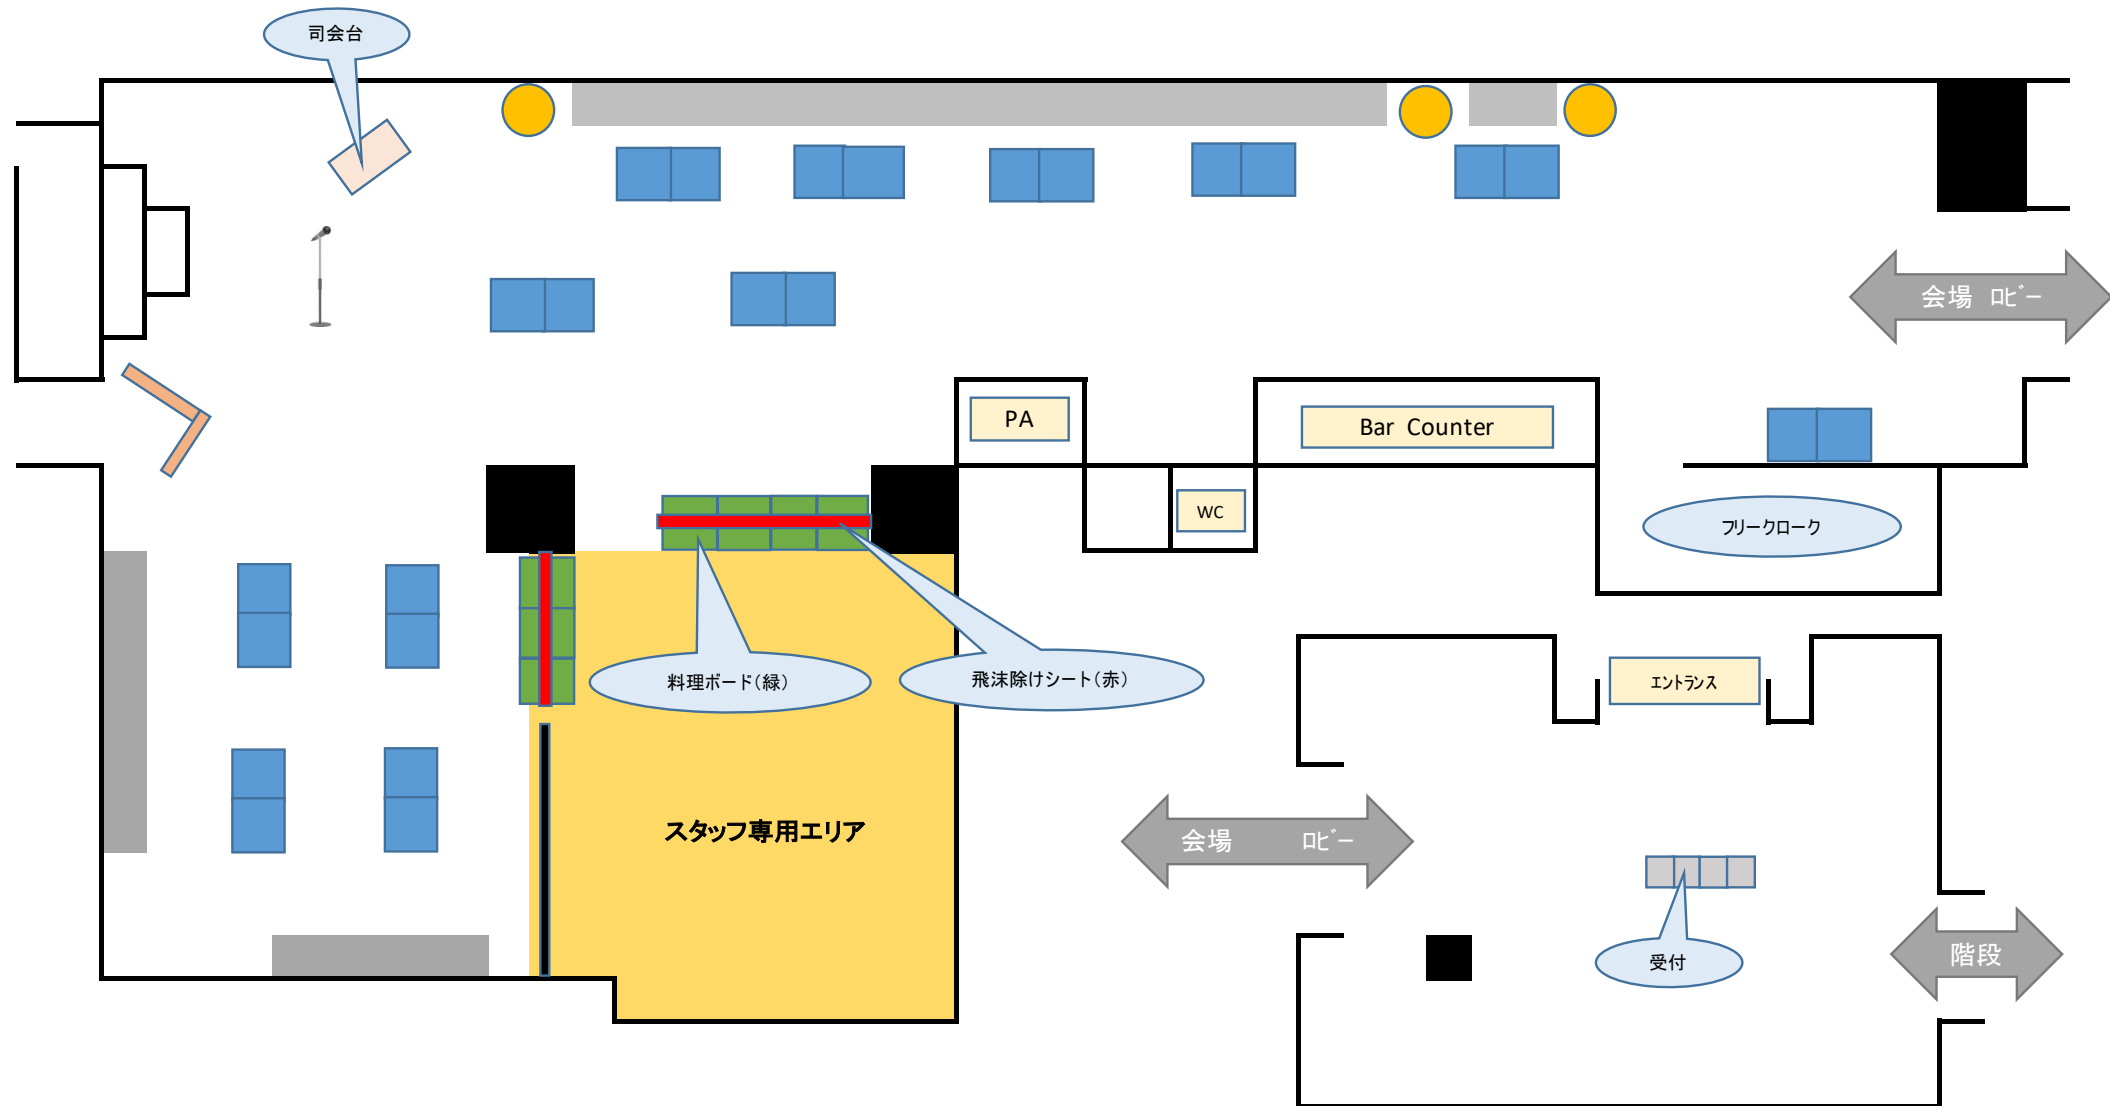 司会台
会場 ロビー
PA
Bar Counter
WC
フリークローク
料理ボード(緑)
飛沫除けシート(赤)
エントランス
スタッフ専用エリア
会場 ロビー
受付
階段